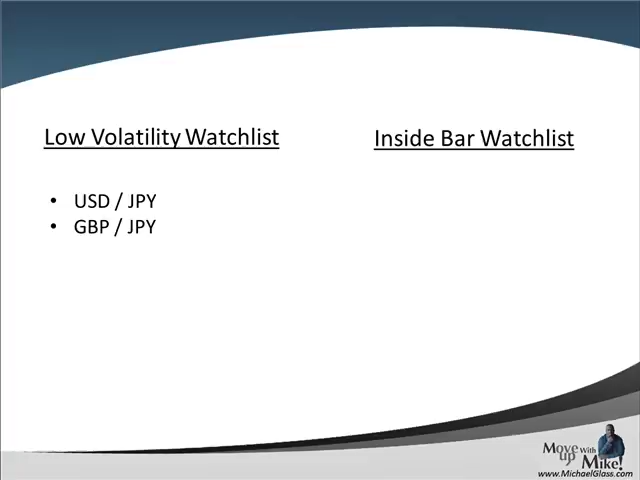 Low Volatility Watchlist
Inside Bar Watchlist
• USD / JPY
• GBP / JPY
Move up With Mike!
www.MichaelGlass.com